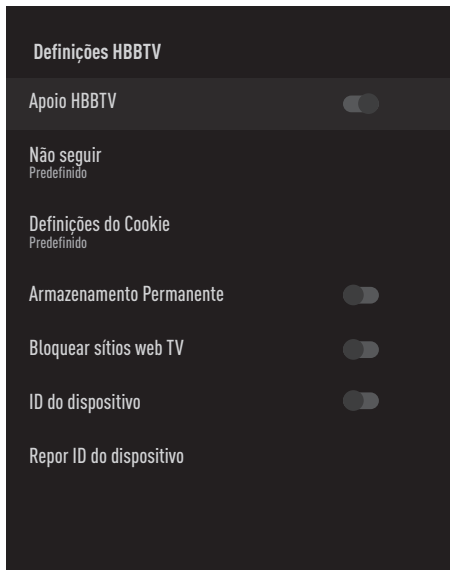 Definições HBBTV
Apoio HBBTV
Não seguir
Predefinido
Definições do Cookie
Predefinido
Armazenamento Permanente
Bloquear sítios web TV
ID do dispositivo
Repor ID do dispositivo